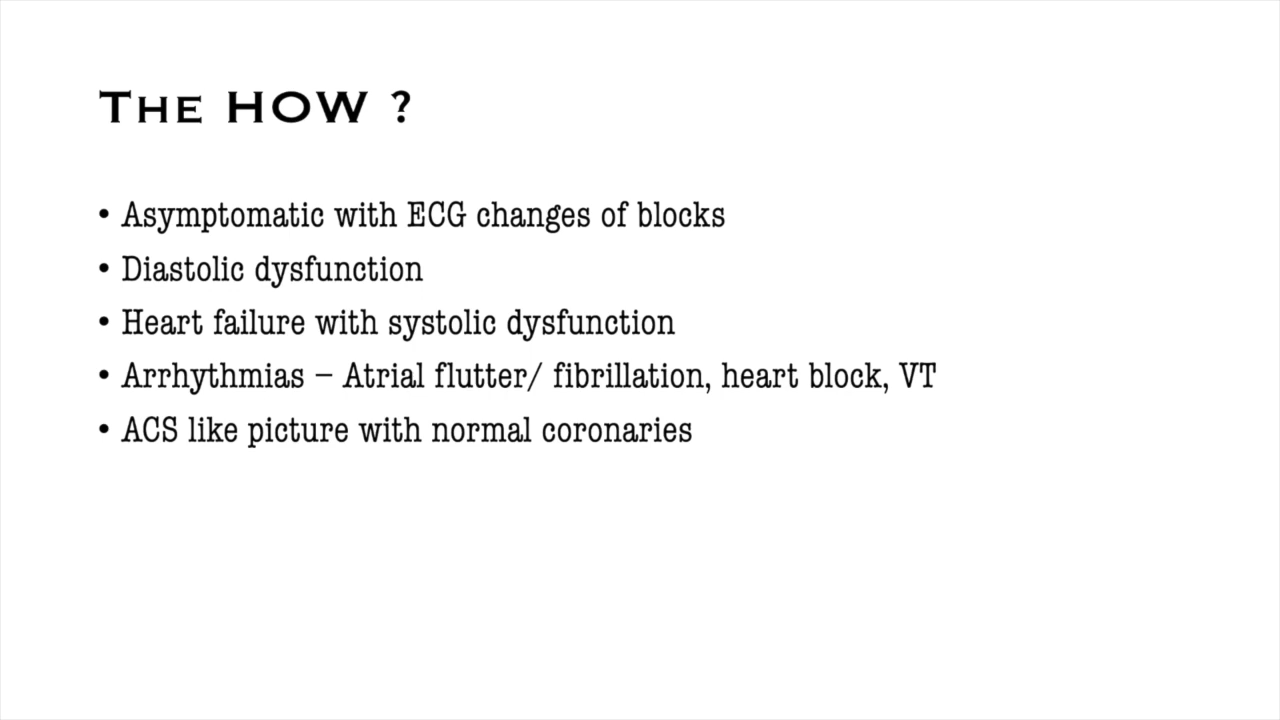 The HOW ?
• Asymptomatic with ECG changes of blocks
• Diastolic dysfunction
• Heart failure with systolic dysfunction
• Arrhythmias – Atrial flutter/ fibrillation, heart block, VT
• ACS like picture with normal coronaries